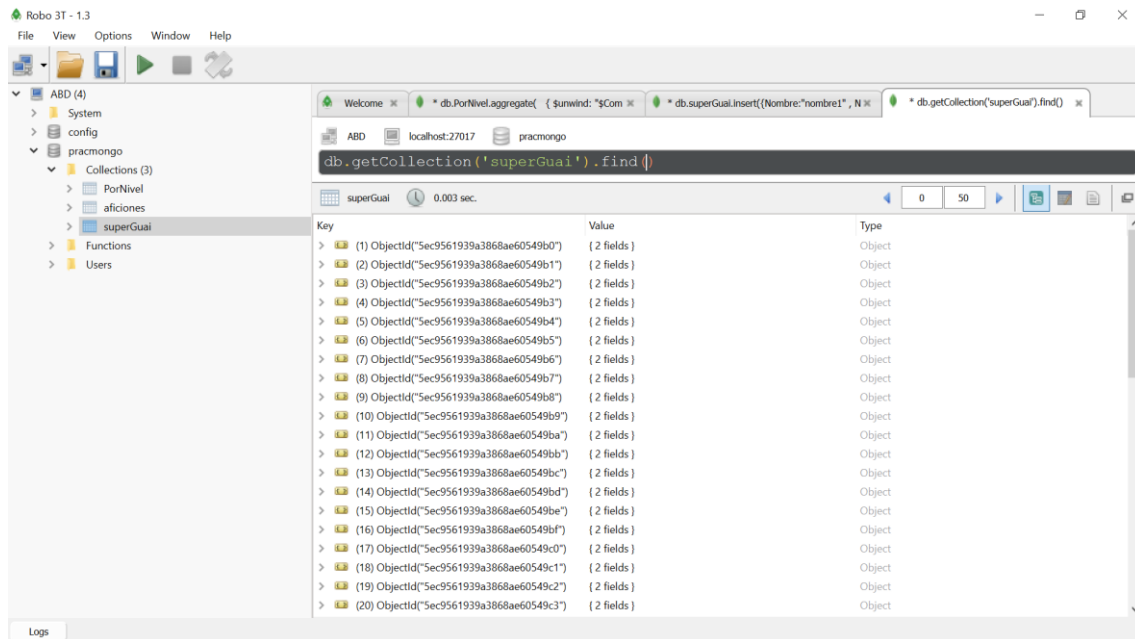 Robo 3T - 1.3
File View Options Window Help
ABD (4)
System
config
pracmongo
Collections (3)
PorNivel
aficiones
superGuai
Functions
Users
Welcome * db.PorNivel.aggregate( { $unwind: "$Com * db.superGuai.insert([{Nombre:"nombre1" , N * db.getCollection('superGuai').find()
ABD localhost:27017 pracmongo
db.getCollection('superGuai').find()
superGuai 0.003 sec. 0 50
Key Value Type
(1) ObjectId("5ec9561939a3868ae60549b0") { 2 fields } Object
(2) ObjectId("5ec9561939a3868ae60549b1") { 2 fields } Object
(3) ObjectId("5ec9561939a3868ae60549b2") { 2 fields } Object
(4) ObjectId("5ec9561939a3868ae60549b3") { 2 fields } Object
(5) ObjectId("5ec9561939a3868ae60549b4") { 2 fields } Object
(6) ObjectId("5ec9561939a3868ae60549b5") { 2 fields } Object
(7) ObjectId("5ec9561939a3868ae60549b6") { 2 fields } Object
(8) ObjectId("5ec9561939a3868ae60549b7") { 2 fields } Object
(9) ObjectId("5ec9561939a3868ae60549b8") { 2 fields } Object
(10) ObjectId("5ec9561939a3868ae60549b9") { 2 fields } Object
(11) ObjectId("5ec9561939a3868ae60549ba") { 2 fields } Object
(12) ObjectId("5ec9561939a3868ae60549bb") { 2 fields } Object
(13) ObjectId("5ec9561939a3868ae60549bc") { 2 fields } Object
(14) ObjectId("5ec9561939a3868ae60549bd") { 2 fields } Object
(15) ObjectId("5ec9561939a3868ae60549be") { 2 fields } Object
(16) ObjectId("5ec9561939a3868ae60549bf") { 2 fields } Object
(17) ObjectId("5ec9561939a3868ae60549c0") { 2 fields } Object
(18) ObjectId("5ec9561939a3868ae60549c1") { 2 fields } Object
(19) ObjectId("5ec9561939a3868ae60549c2") { 2 fields } Object
(20) ObjectId("5ec9561939a3868ae60549c3") { 2 fields } Object
Logs